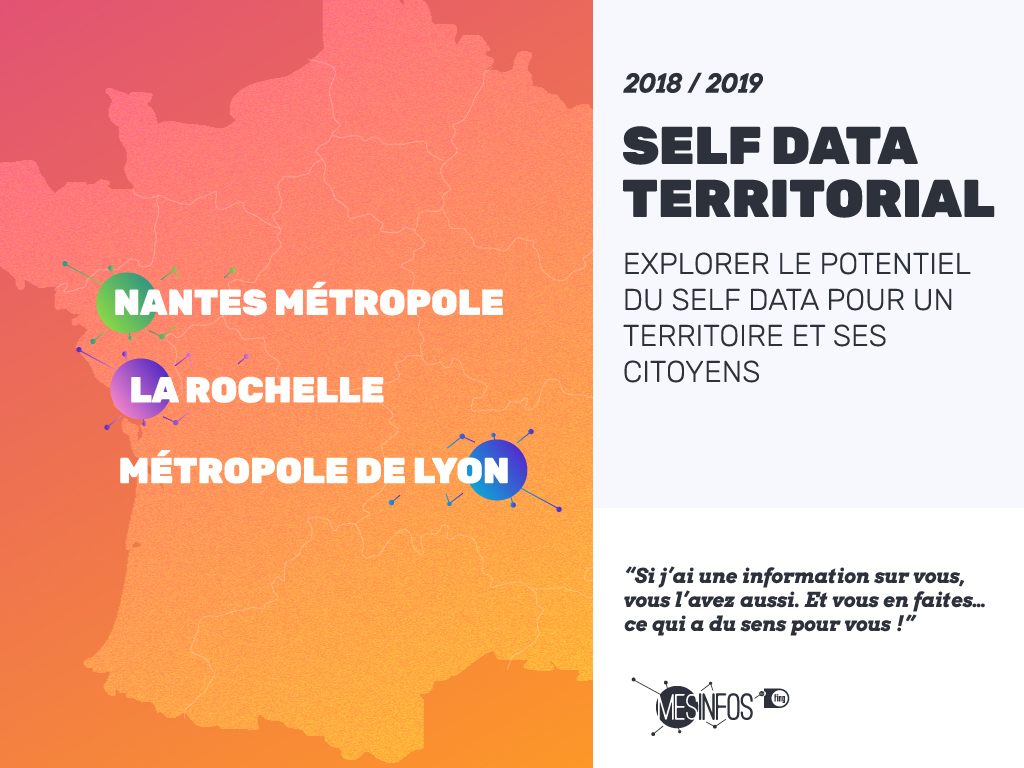 NANTES MÉTROPOLE
LA ROCHELLE
MÉTROPOLE DE LYON
2018 / 2019
SELF DATA
TERRITORIAL
EXPLORER LE POTENTIEL
DU SELF DATA POUR UN
TERRITOIRE ET SES
CITOYENS
“Si j’ai une information sur vous,
vous l’avez aussi. Et vous en faites...
ce qui a du sens pour vous !”
MESINFOS
Fing